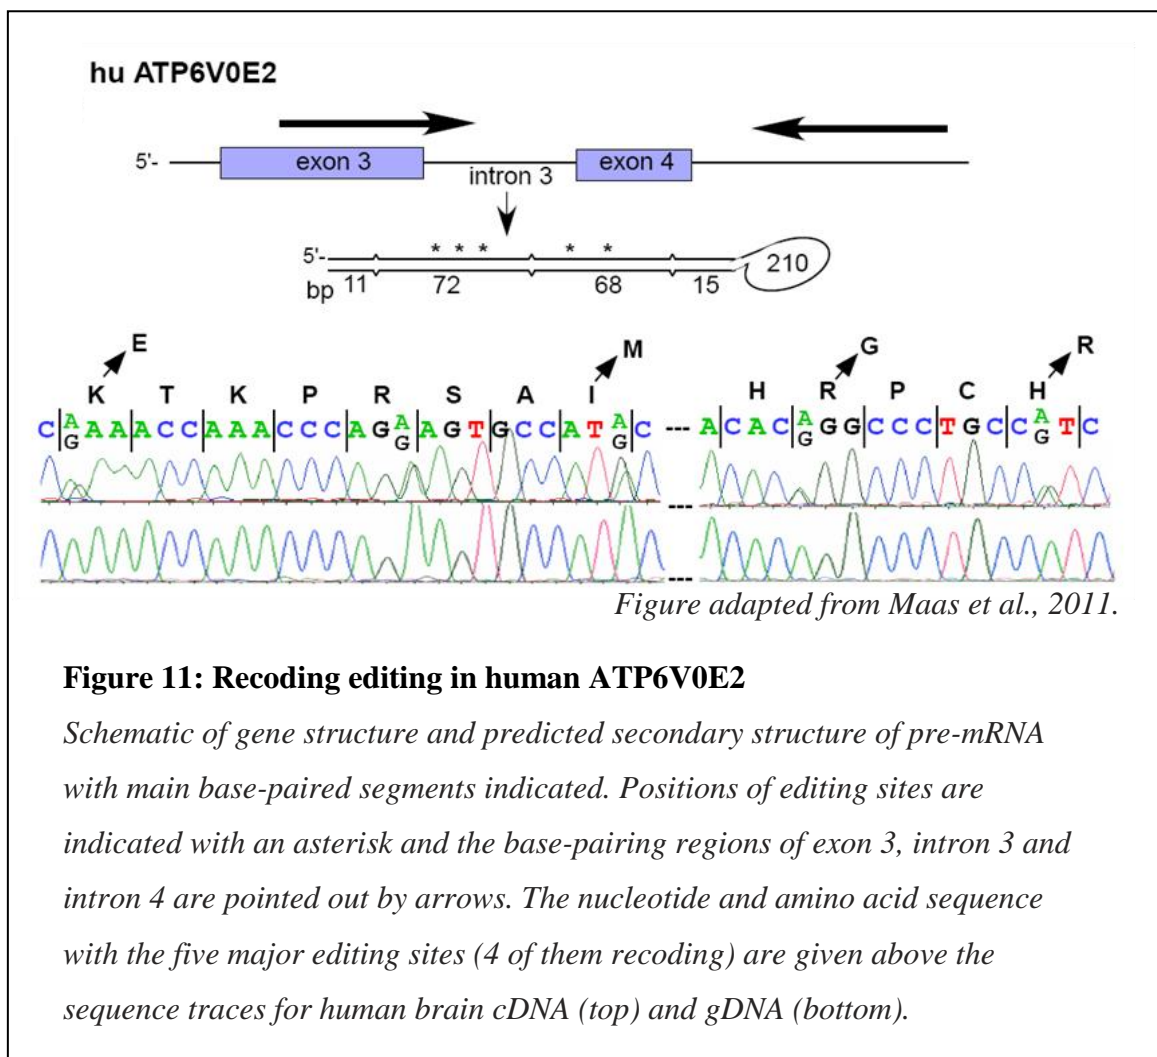 hu ATP6V0E2
5'-
exon 3
exon 4
intron 3
* * * * *
5'-
210
bp 11 72 68 15
E M G R
K T K P R S A I H R P C H
C|A/G A A|A C C|A A A|C C C|A G G A/G|A G T|G C C|A T A/G|C --- A|C A C|A/G G G|C C C|T G C|C A/G T|C
---
Figure adapted from Maas et al., 2011.
Figure 11: Recoding editing in human ATP6V0E2
Schematic of gene structure and predicted secondary structure of pre-mRNA
with main base-paired segments indicated. Positions of editing sites are
indicated with an asterisk and the base-pairing regions of exon 3, intron 3 and
intron 4 are pointed out by arrows. The nucleotide and amino acid sequence
with the five major editing sites (4 of them recoding) are given above the
sequence traces for human brain cDNA (top) and gDNA (bottom).